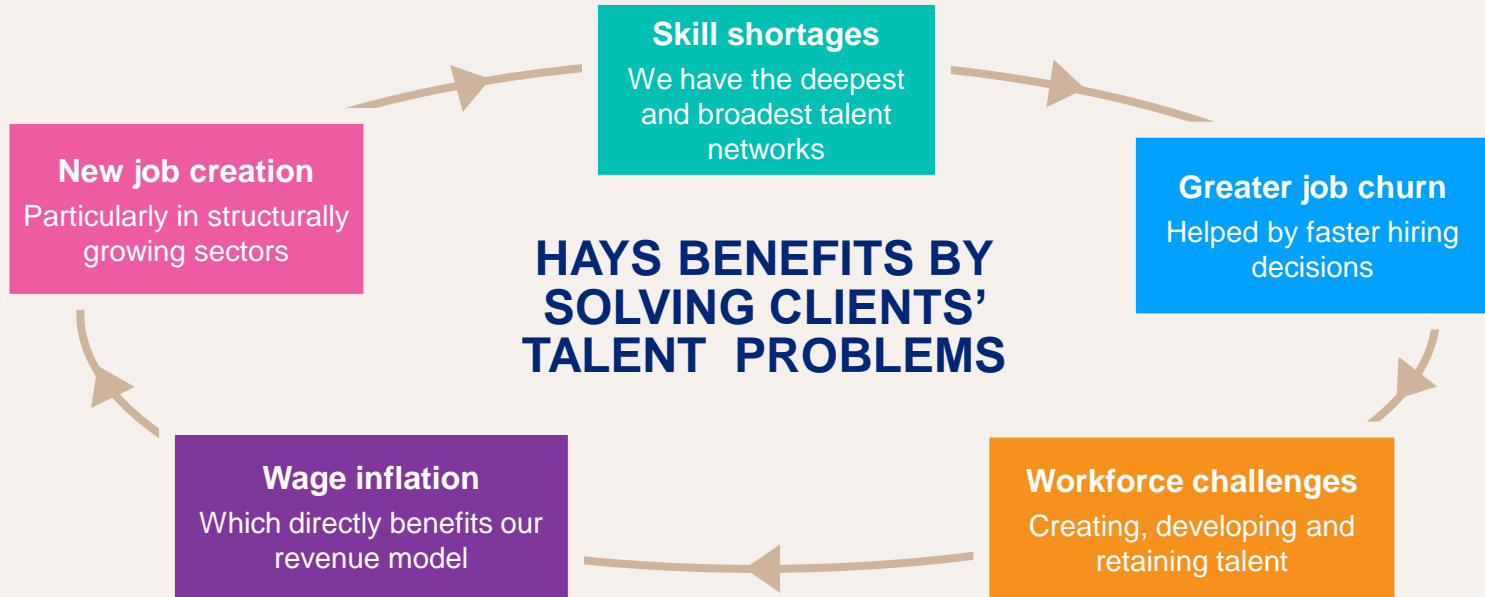 Skill shortages
We have the deepest
and broadest talent
networks
New job creation
Particularly in structurally
growing sectors
Greater job churn
Helped by faster hiring
decisions
HAYS BENEFITS BY
SOLVING CLIENTS’
TALENT  PROBLEMS
Wage inflation
Which directly benefits our
revenue model
Workforce challenges
Creating, developing and
retaining talent